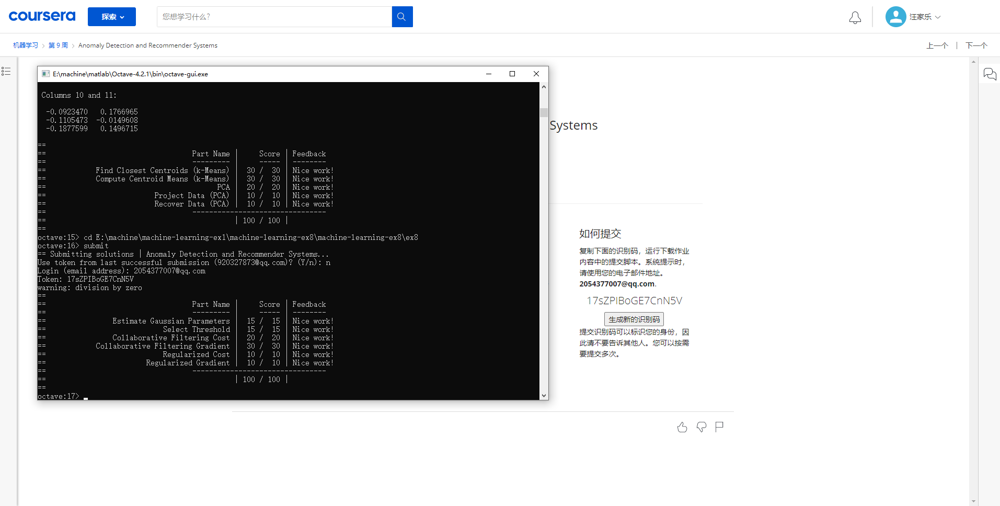 coursera
探索
您想学习什么?
汪家乐
机器学习 > 第 9 周 > Anomaly Detection and Recommender Systems
上一个 | 下一个
E:\machine\matlab\Octave-4.2.1\bin\octave-gui.exe
Columns 10 and 11:
-0.0923470 0.1766965
-0.1105473 -0.0149608
-0.1877599 0.1496715
==
== Part Name | Score | Feedback
== --------- | ----- | --------
== Find Closest Centroids (k-Means) | 30 / 30 | Nice work!
== Compute Centroid Means (k-Means) | 30 / 30 | Nice work!
== PCA | 20 / 20 | Nice work!
== Project Data (PCA) | 10 / 10 | Nice work!
== Recover Data (PCA) | 10 / 10 | Nice work!
== --------------------------------
== | 100 / 100 |
==
octave:15> cd E:\machine\machine-learning-ex1\machine-learning-ex8\machine-learning-ex8\ex8
octave:16> submit
== Submitting solutions | Anomaly Detection and Recommender Systems...
Use token from last successful submission (920327873@qq.com)? (Y/n): n
Login (email address): 2054377007@qq.com
Token: 17sZPIBoGE7CnN5V
warning: division by zero
==
== Part Name | Score | Feedback
== --------- | ----- | --------
== Estimate Gaussian Parameters | 15 / 15 | Nice work!
== Select Threshold | 15 / 15 | Nice work!
== Collaborative Filtering Cost | 20 / 20 | Nice work!
== Collaborative Filtering Gradient | 30 / 30 | Nice work!
== Regularized Cost | 10 / 10 | Nice work!
== Regularized Gradient | 10 / 10 | Nice work!
== --------------------------------
== | 100 / 100 |
==
octave:17>
Systems
如何提交
复制下面的识别码，运行下载作业
内容中的提交脚本。系统提示时，
请使用您的电子邮件地址。
2054377007@qq.com.
17sZPIBoGE7CnN5V
生成新的识别码
提交识别码可以标识您的身份，因
此请不要告诉其他人。您可以按需
要提交多次。